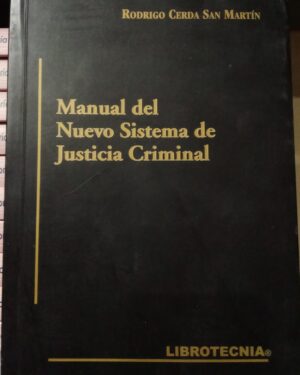 RODRIGO CERDA SAN MARTÍN
Manual del
Nuevo Sistema de
Justicia Criminal
LIBROTECNIA®